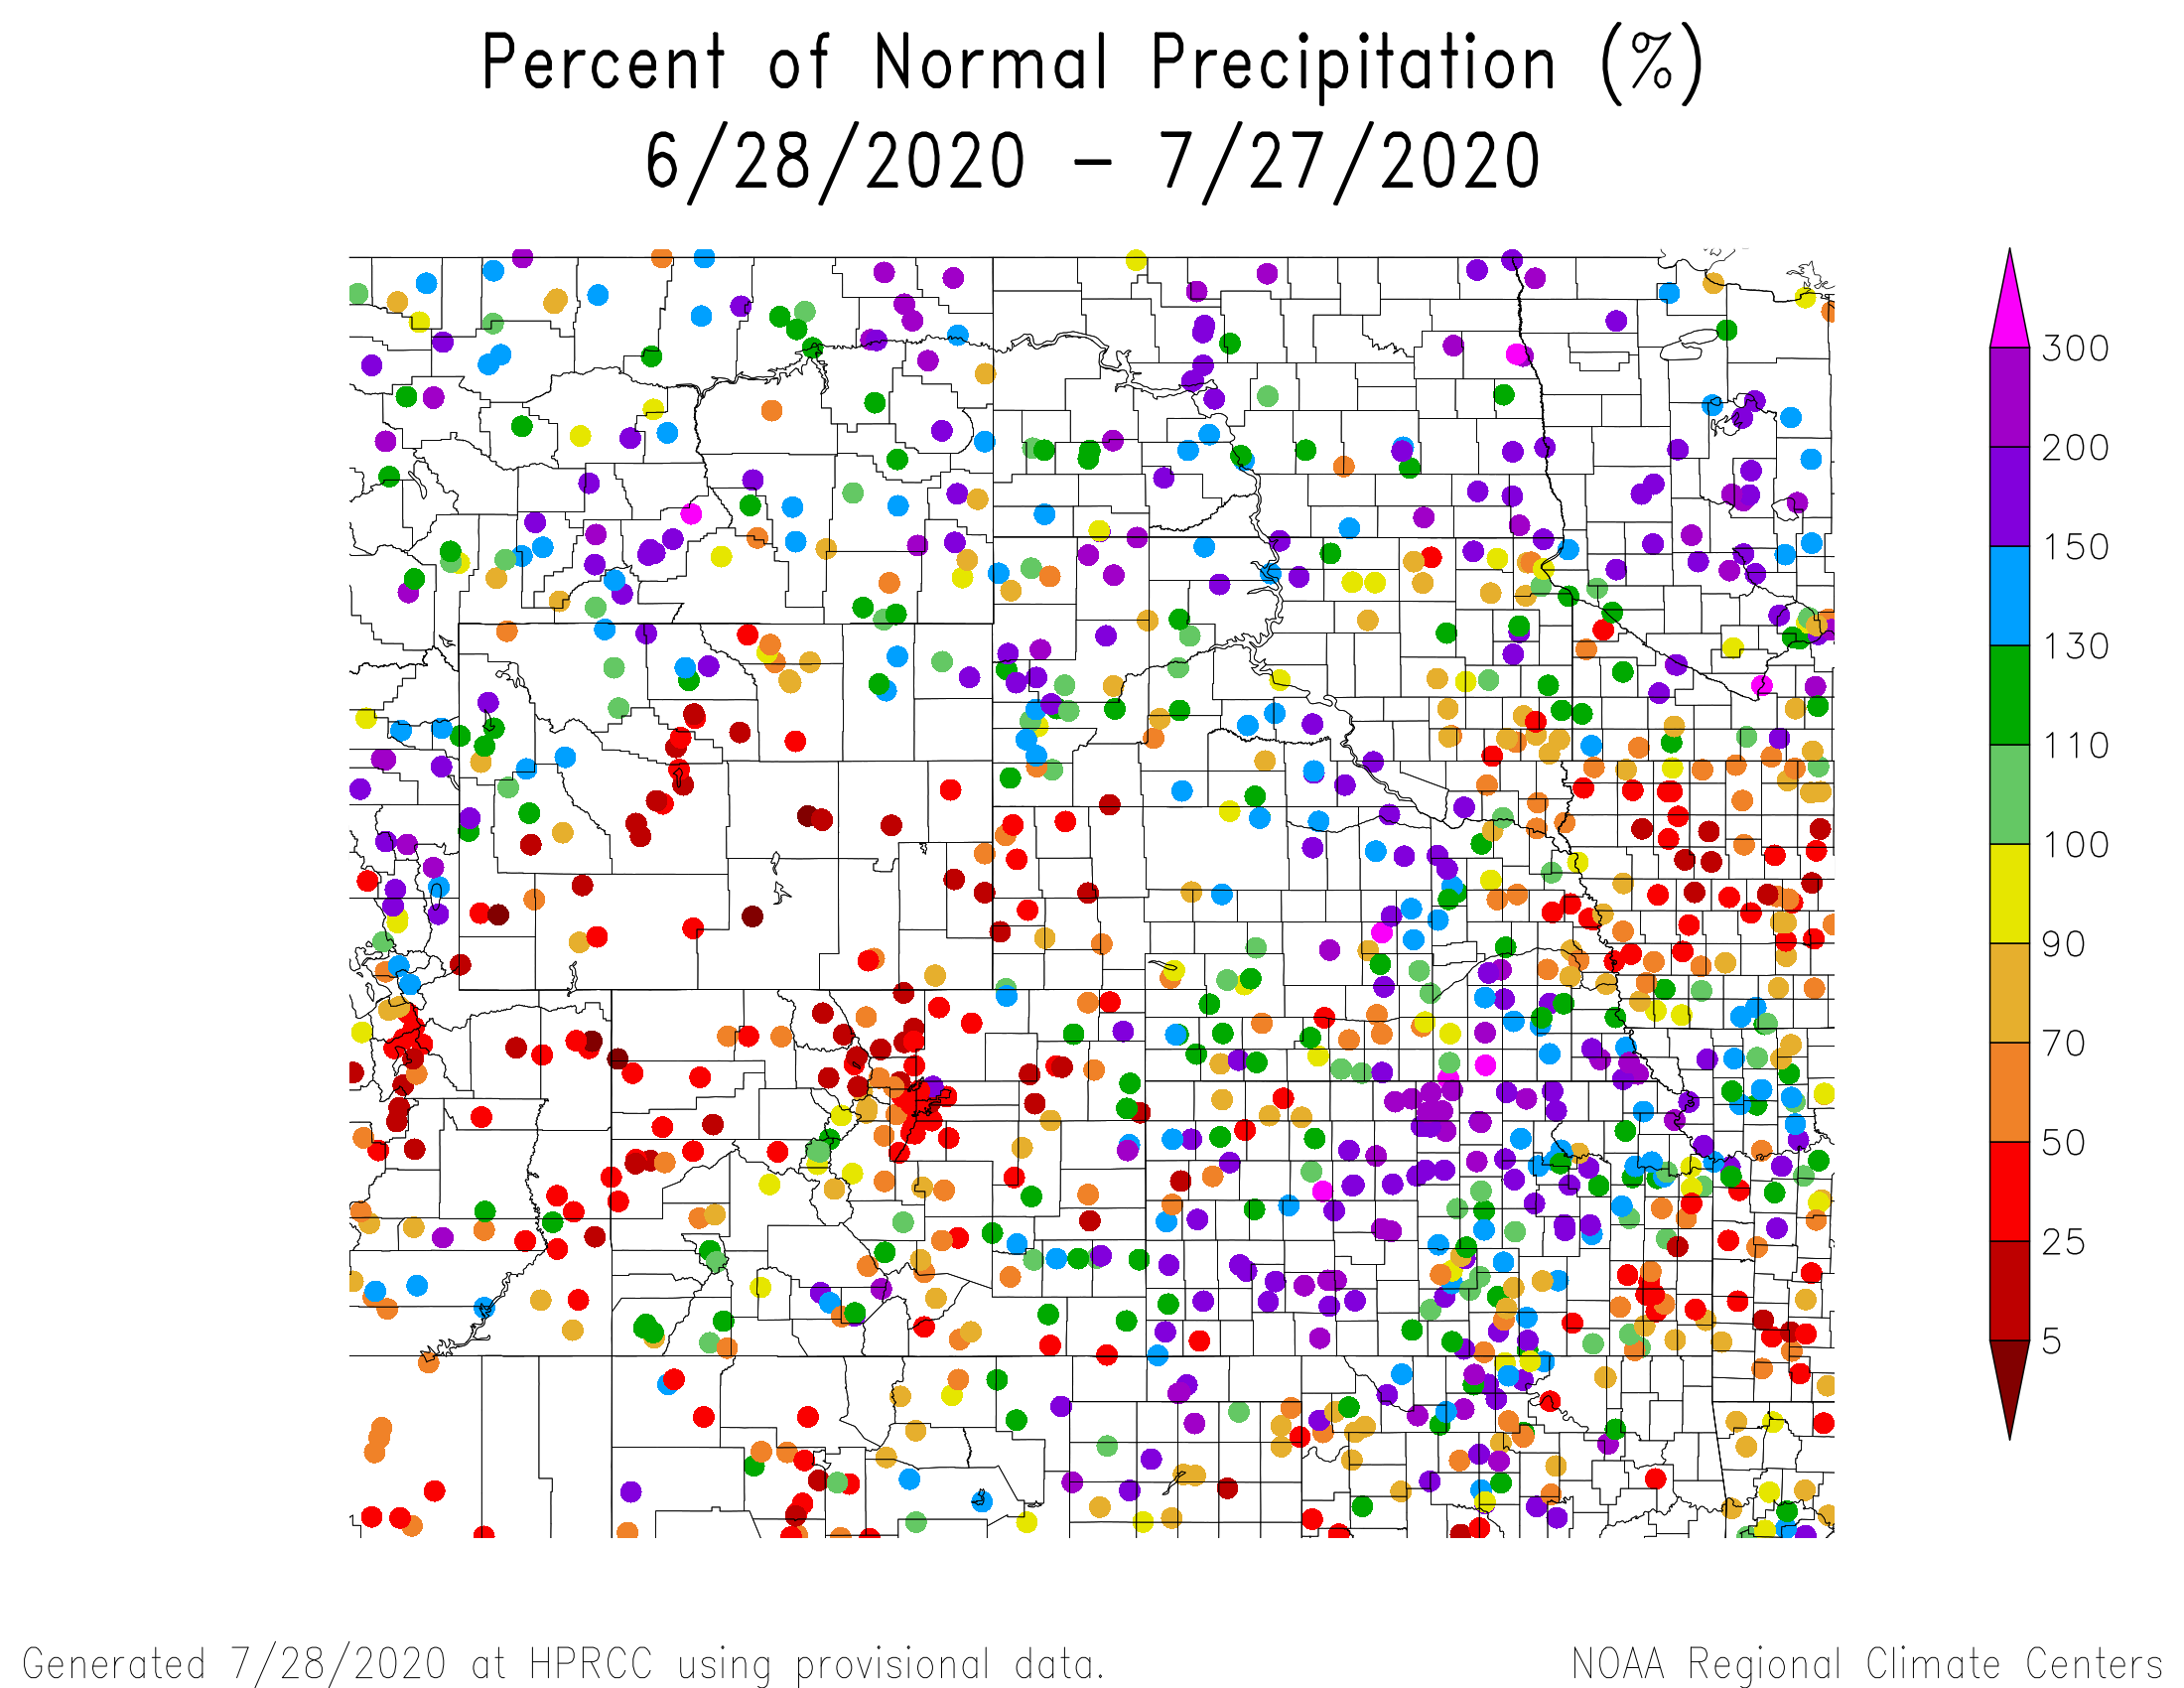 Percent of Normal Precipitation (%)
6/28/2020 – 7/27/2020
300
200
150
130
110
100
90
70
50
25
5
Generated 7/28/2020 at HPRCC using provisional data.
NOAA Regional Climate Centers